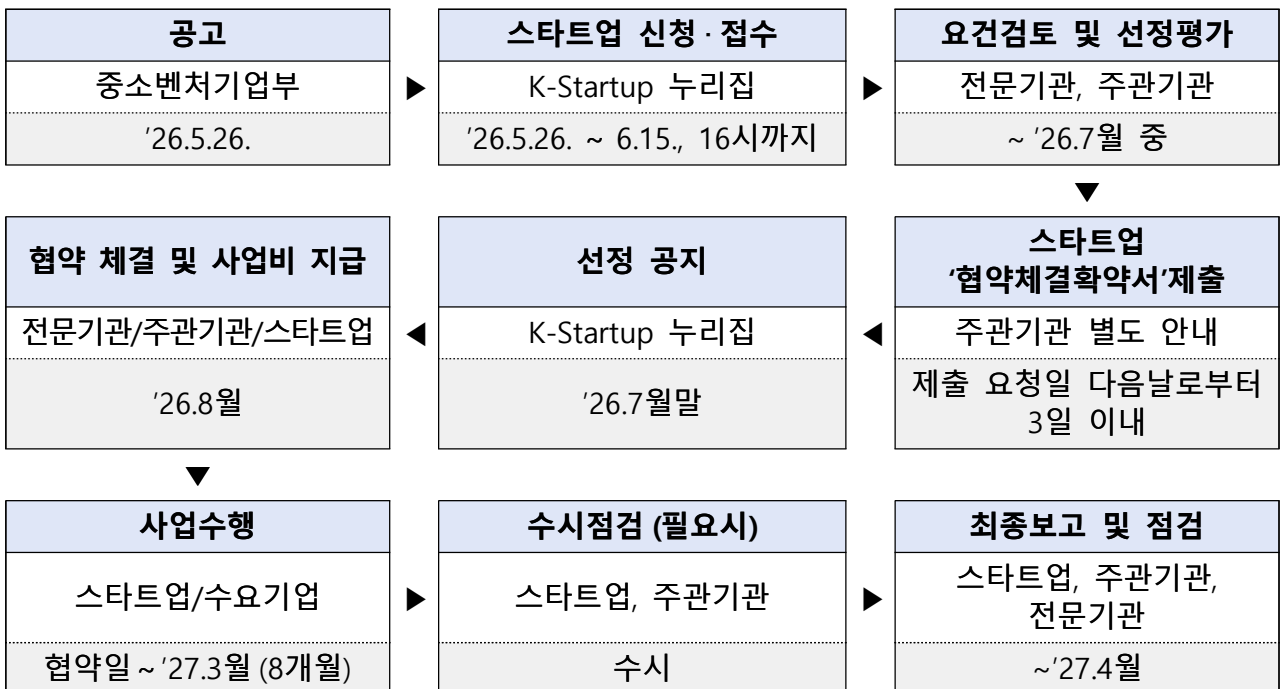 공고
중소벤처기업부
'26.5.26.
▶
스타트업 신청·접수
K-Startup 누리집
'26.5.26. ~ 6.15., 16시까지
▶
요건검토 및 선정평가
전문기관, 주관기관
~ '26.7월 중
▼
스타트업
'협약체결확약서'제출
주관기관 별도 안내
제출 요청일 다음날로부터
3일 이내
◀
선정 공지
K-Startup 누리집
'26.7월말
◀
협약 체결 및 사업비 지급
전문기관/주관기관/스타트업
'26.8월
▼
사업수행
스타트업/수요기업
협약일 ~ '27.3월 (8개월)
▶
수시점검 (필요시)
스타트업, 주관기관
수시
▶
최종보고 및 점검
스타트업, 주관기관,
전문기관
~'27.4월